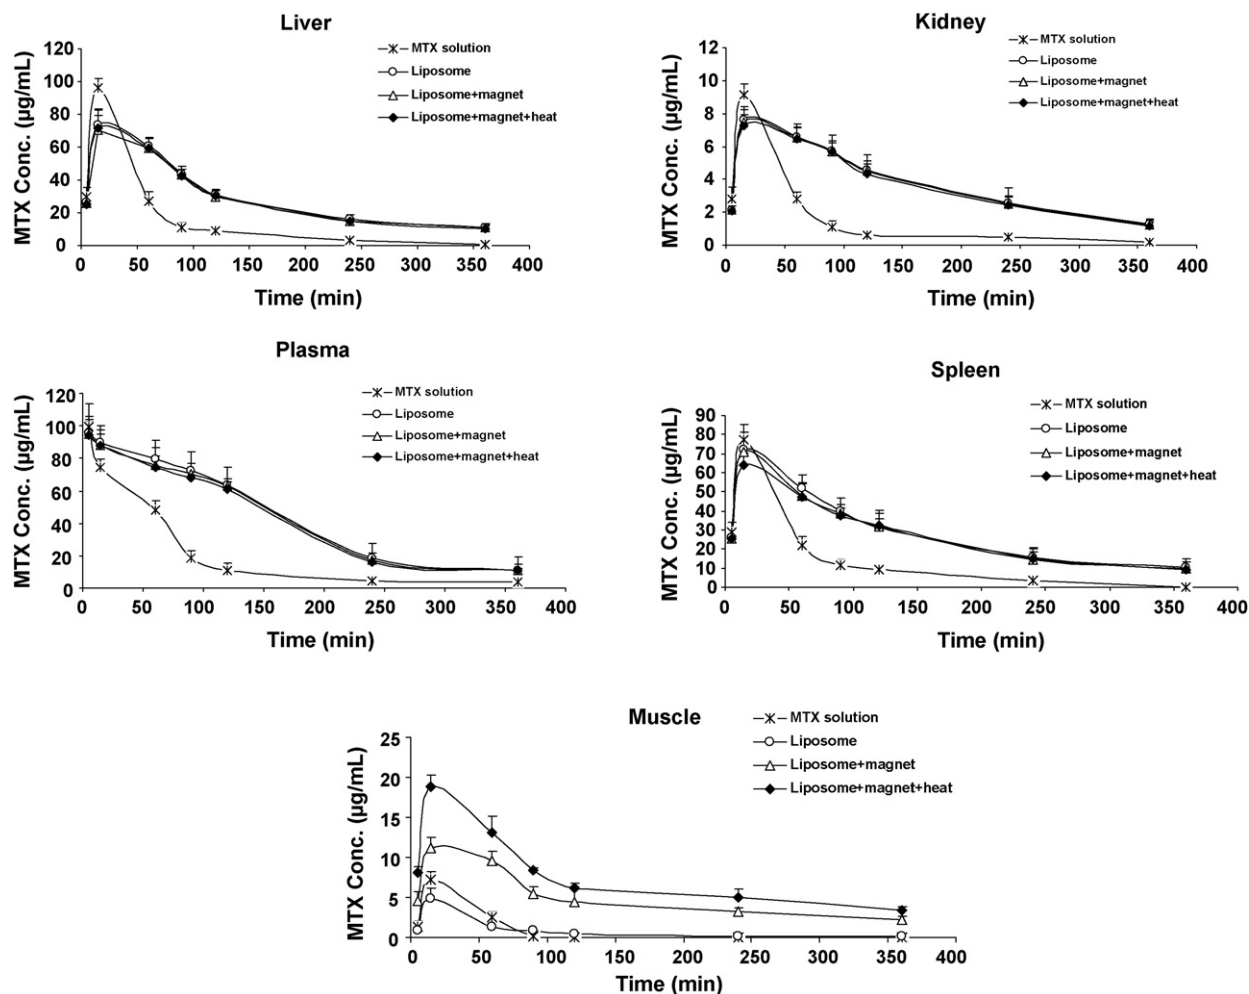 Liver
MTX solution
Liposome
Liposome+magnet
Liposome+magnet+heat
MTX Conc. (µg/mL)
120
100
80
60
40
20
0
0 50 100 150 200 250 300 350 400
Time (min)
Kidney
MTX solution
Liposome
Liposome+magnet
Liposome+magnet+heat
MTX Conc. (µg/mL)
12
10
8
6
4
2
0
0 50 100 150 200 250 300 350 400
Time (min)
Plasma
MTX solution
Liposome
Liposome+magnet
Liposome+magnet+heat
MTX Conc. (µg/mL)
120
100
80
60
40
20
0
0 50 100 150 200 250 300 350 400
Time (min)
Spleen
MTX solution
Liposome
Liposome+magnet
Liposome+magnet+heat
MTX Conc. (µg/mL)
90
80
70
60
50
40
30
20
10
0
0 50 100 150 200 250 300 350 400
Time (min)
Muscle
MTX solution
Liposome
Liposome+magnet
Liposome+magnet+heat
MTX Conc. (µg/mL)
25
20
15
10
5
0
0 50 100 150 200 250 300 350 400
Time (min)